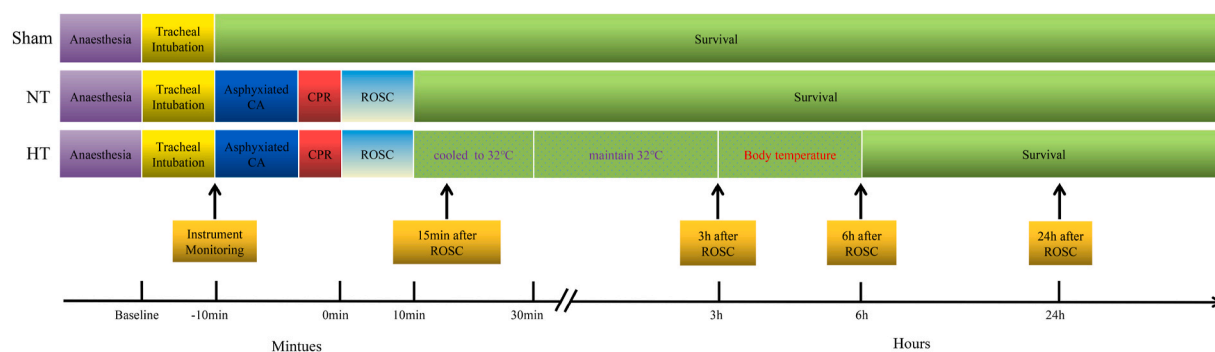 Sham
Anaesthesia
Tracheal
Intubation
Survival
NT
Anaesthesia
Tracheal
Intubation
Asphyxiated
CA
CPR
ROSC
Survival
HT
Anaesthesia
Tracheal
Intubation
Asphyxiated
CA
CPR
ROSC
cooled to 32℃
maintain 32℃
Body temperature
Survival
Instrument
Monitoring
15min after
ROSC
3h after
ROSC
6h after
ROSC
24h after
ROSC
Baseline
-10min
0min
10min
30min
3h
6h
24h
Mintues
Hours